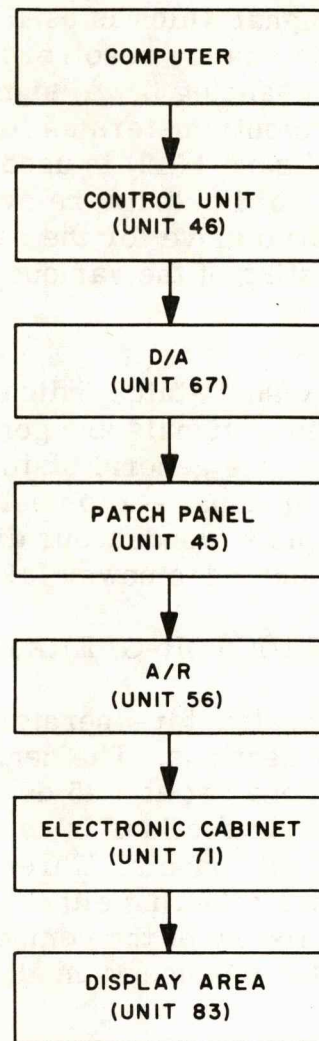 COMPUTER
CONTROL UNIT
(UNIT 46)
D/A
(UNIT 67)
PATCH PANEL
(UNIT 45)
A/R
(UNIT 56)
ELECTRONIC CABINET
(UNIT 71)
DISPLAY AREA
(UNIT 83)